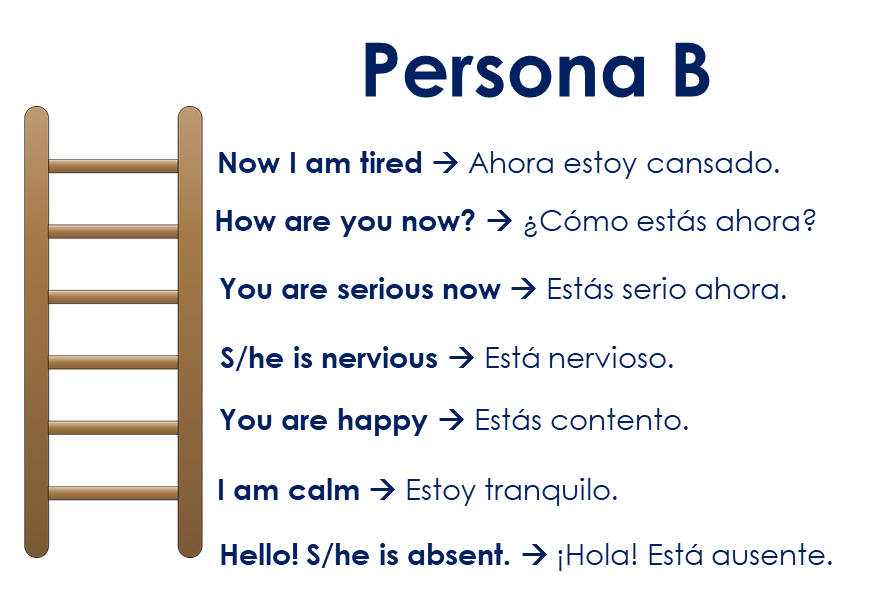 Persona B
Now I am tired → Ahora estoy cansado.
How are you now? → ¿Cómo estás ahora?
You are serious now → Estás serio ahora.
S/he is nervious → Está nervioso.
You are happy → Estás contento.
I am calm → Estoy tranquilo.
Hello! S/he is absent. → ¡Hola! Está ausente.